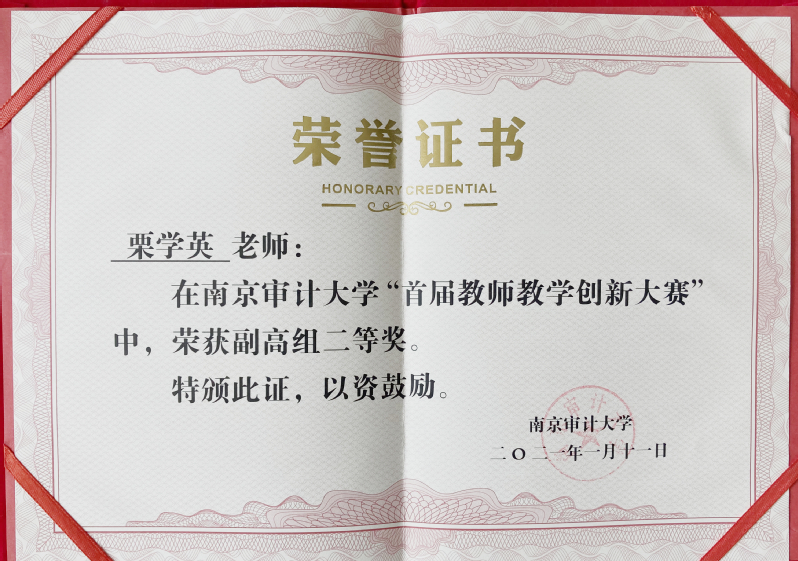 荣誉证书
HONORARY CREDENTIAL
栗学英 老师：
在南京审计大学“首届教师教学创新大赛”
中，荣获副高组二等奖。
特颁此证，以资鼓励。
南京审计大学
二〇二一年一月十一日